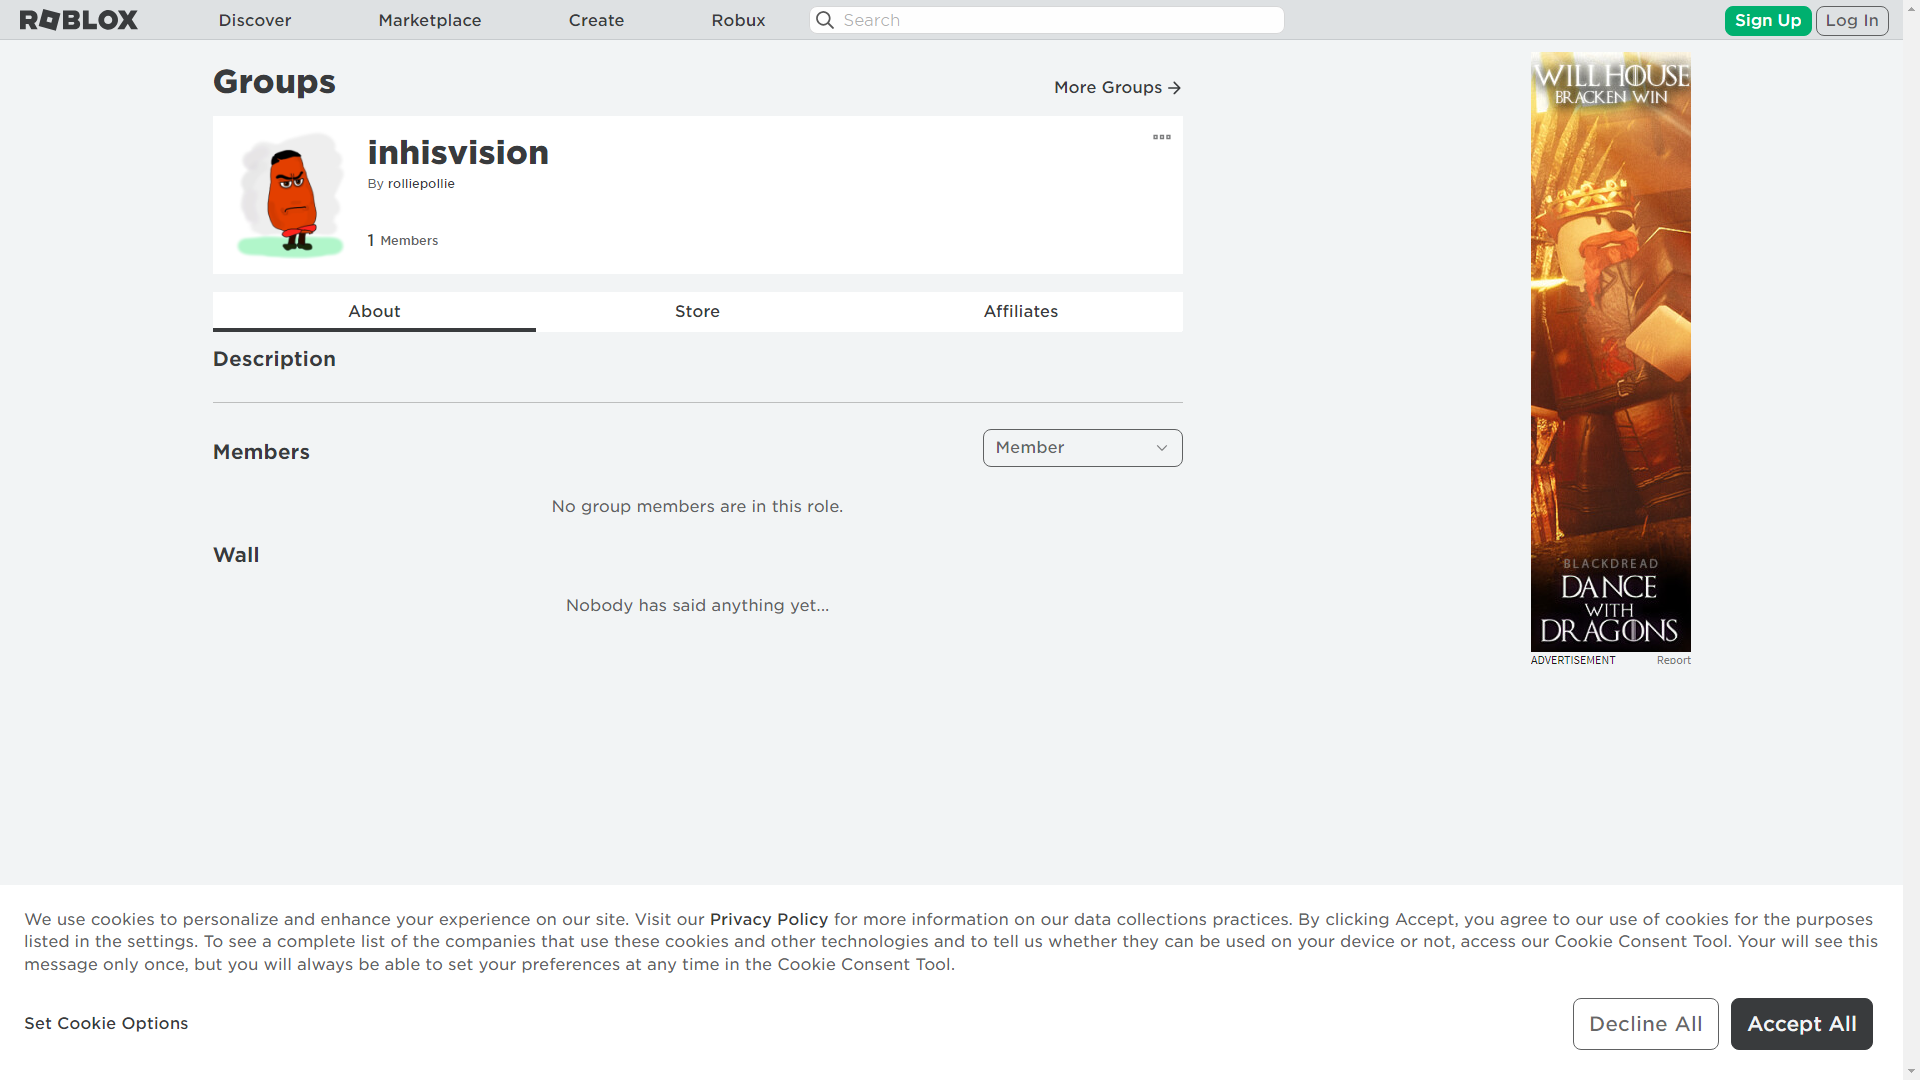 ROBLOX
Discover
Marketplace
Create
Robux
Search
Sign Up
Log In
Groups
More Groups
inhisvision
By rolliepollie
1 Members
About
Store
Affiliates
Description
Members
Member
No group members are in this role.
Wall
Nobody has said anything yet...
WILL HOUSE
BRACKEN WIN
BLACKDREAD
DANCE
WITH
DRAGONS
ADVERTISEMENT
Report
We use cookies to personalize and enhance your experience on our site. Visit our Privacy Policy for more information on our data collections practices. By clicking Accept, you agree to our use of cookies for the purposes
listed in the settings. To see a complete list of the companies that use these cookies and other technologies and to tell us whether they can be used on your device or not, access our Cookie Consent Tool. Your will see this
message only once, but you will always be able to set your preferences at any time in the Cookie Consent Tool.
Set Cookie Options
Decline All
Accept All